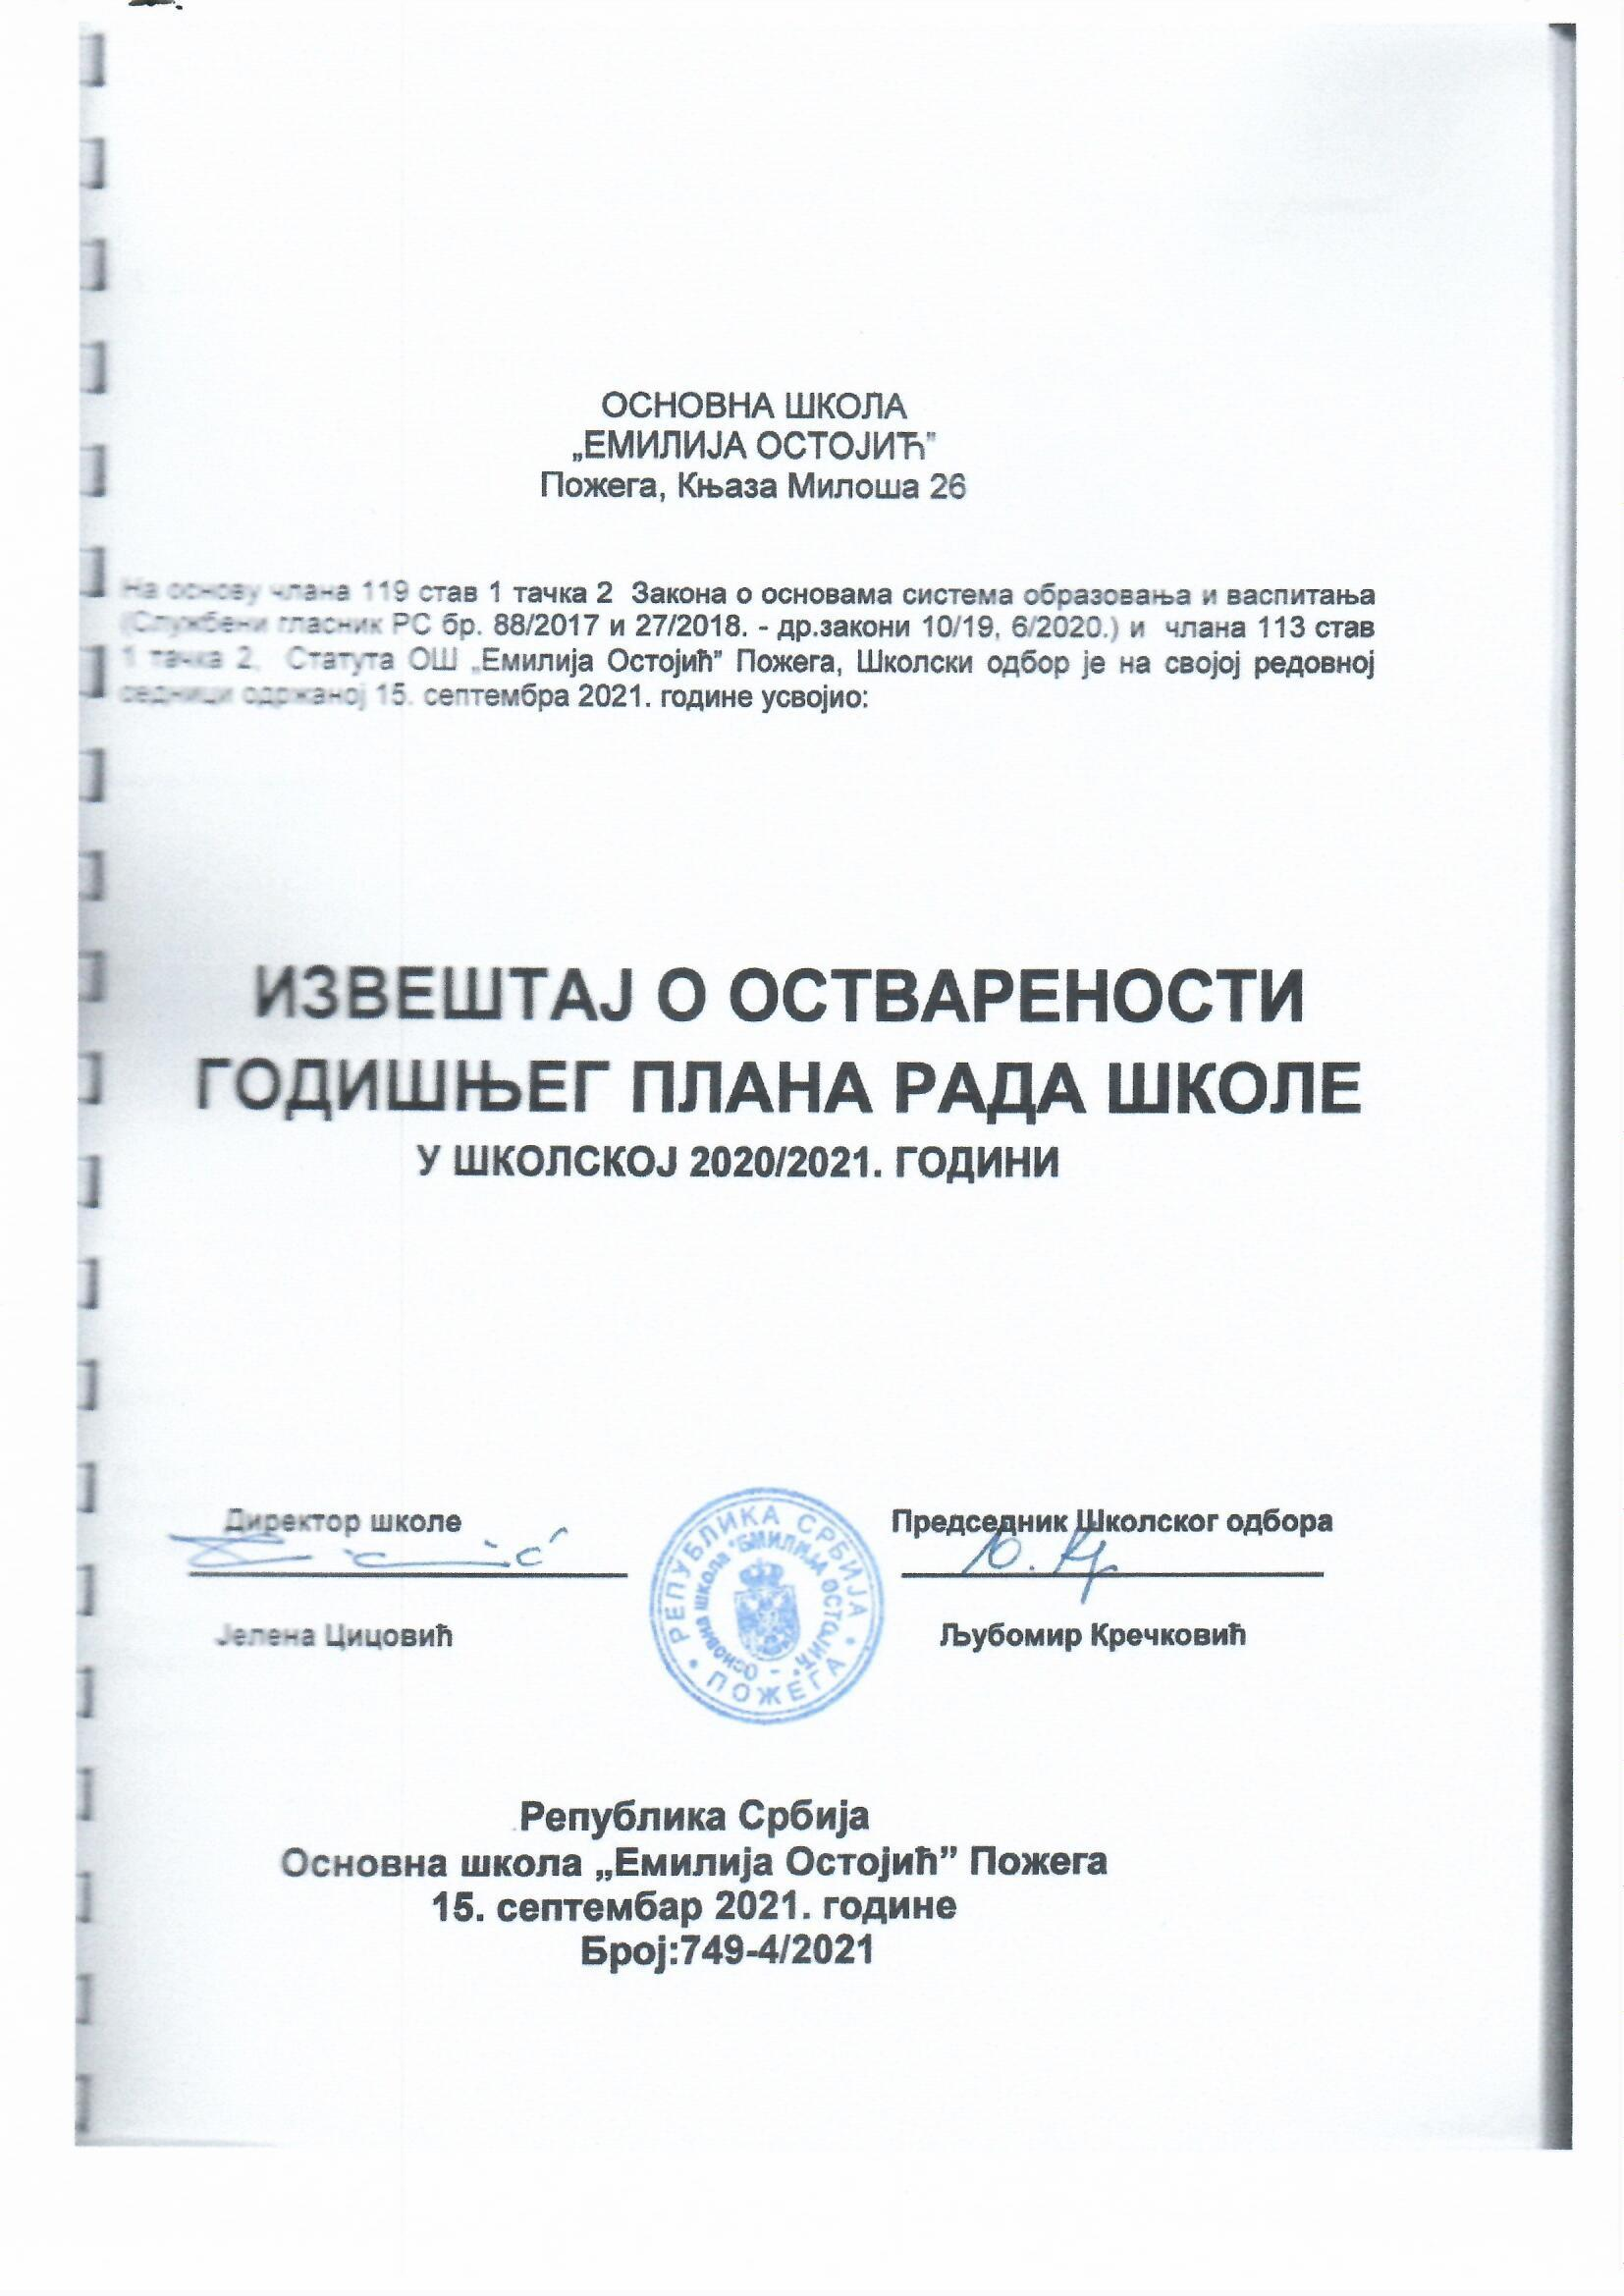 ОСНОВНА ШКОЛА
„ЕМИЛИЈА ОСТОЈИЋ"
Пожега, Књаза Милоша 26
На основу члана 119 став 1 тачка 2 Закона о основама система образовања и васпитања
(Службени гласник РС бр. 88/2017 и 27/2018. - др.закони 10/19, 6/2020.) и члана 113 став
1 тачка 2, Статута ОШ „Емилија Остојић" Пожега, Школски одбор је на својој редовној
седници одржаној 15. септембра 2021. године усвојио:
ИЗВЕШТАЈ О ОСТВАРЕНОСТИ
ГОДИШЊЕГ ПЛАНА РАДА ШКОЛЕ
У ШКОЛСКОЈ 2020/2021. ГОДИНИ
Директор школе
Председник Школског одбора
Јелена Цицовић
Љубомир Кречковић
РЕПУБЛИКА СРБИЈА • ПОЖЕГА •
Основна школа "ЕМИЛИЈА ОСТОЈИЋ" -
Република Србија
Основна школа „Емилија Остојић” Пожега
15. септембар 2021. године
Број:749-4/2021